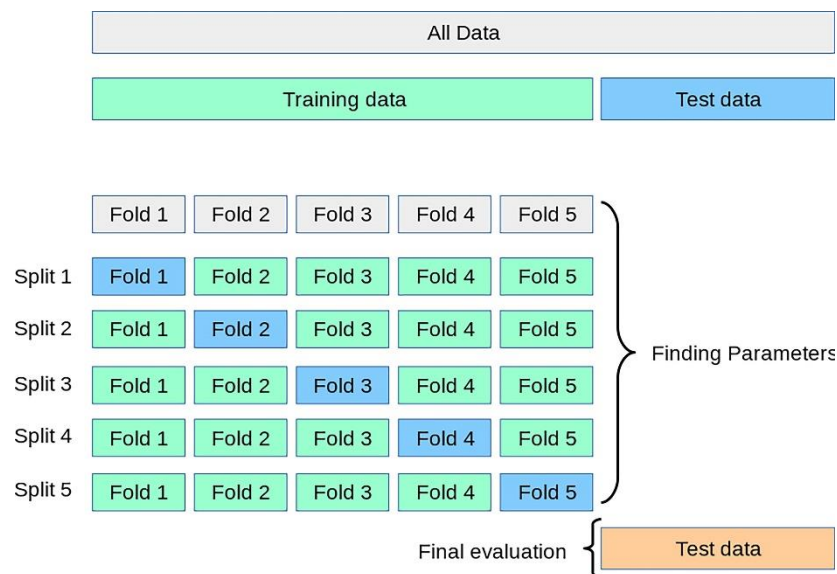 All Data
Training data Test data
Fold 1 Fold 2 Fold 3 Fold 4 Fold 5
Split 1 Fold 1 Fold 2 Fold 3 Fold 4 Fold 5
Split 2 Fold 1 Fold 2 Fold 3 Fold 4 Fold 5
Finding Parameters
Split 3 Fold 1 Fold 2 Fold 3 Fold 4 Fold 5
Split 4 Fold 1 Fold 2 Fold 3 Fold 4 Fold 5
Split 5 Fold 1 Fold 2 Fold 3 Fold 4 Fold 5
Final evaluation Test data